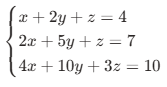 x + 2y + z = 4
2x + 5y + z = 7
4x + 10y + 3z = 10